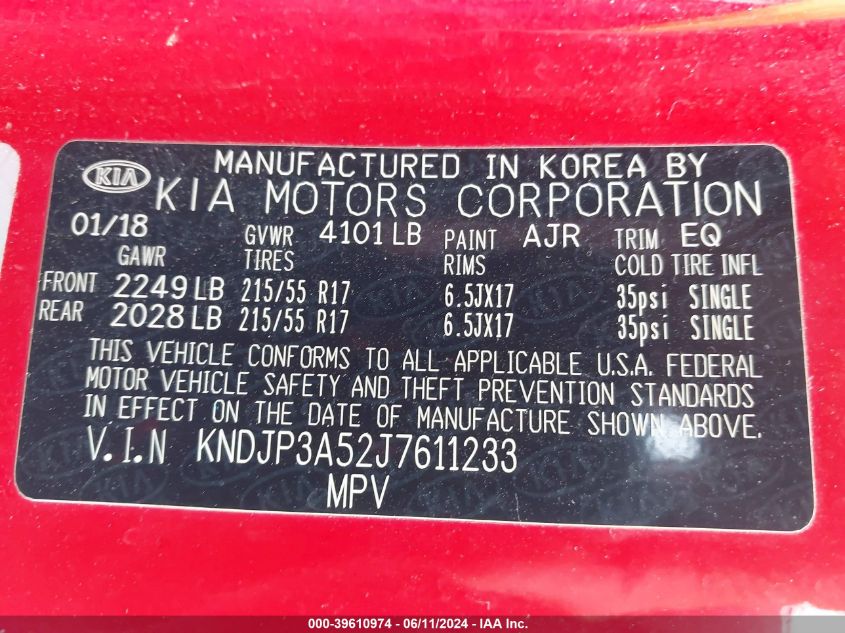 KIA MANUFACTURED IN KOREA BY
KIA MOTORS CORPORATION
01/18 GVWR 4101 LB PAINT AJR TRIM EQ
GAWR TIRES RIMS COLD TIRE INFL
FRONT 2249 LB 215/55 R17 6.5JX17 35psi SINGLE
REAR 2028 LB 215/55 R17 6.5JX17 35psi SINGLE
THIS VEHICLE CONFORMS TO ALL APPLICABLE U.S.A. FEDERAL
MOTOR VEHICLE SAFETY AND THEFT PREVENTION STANDARDS
IN EFFECT ON THE DATE OF MANUFACTURE SHOWN ABOVE.
V.I.N KNDJP3A52J7611233
MPV
000-39610974 - 06/11/2024 - IAA Inc.